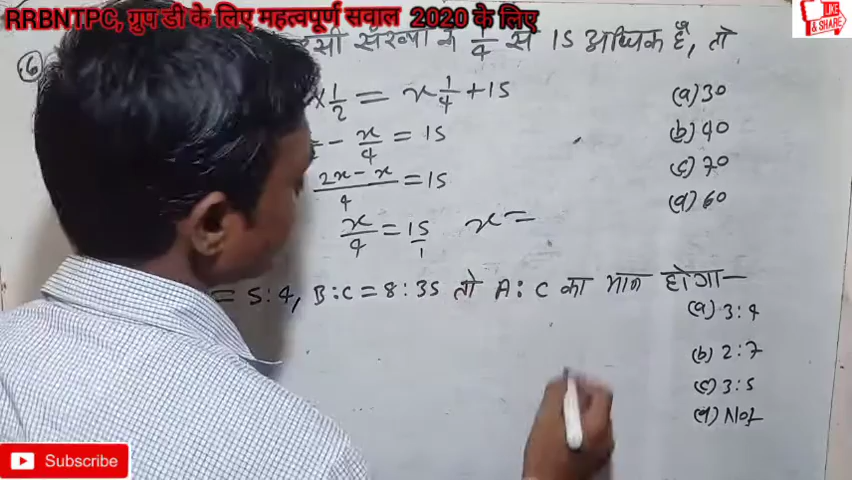 RRBNTPC, ग्रुप डी के लिए महत्वपूर्ण सवाल 2020 के लिए
LIKE & SHARE
6 संख्या 1/4 से 15 अधिक है, तो
x 1/2 = x 1/4 + 15
- x/4 = 15
2x - x / 4 = 15
x/4 = 15/1 x =
(a) 30
(b) 40
(c) 70
(d) 60
= 5:4, B:C = 8:35 तो A:C का मान होगा—
(a) 3:4
(b) 2:7
(c) 3:5
(d) Not
Subscribe